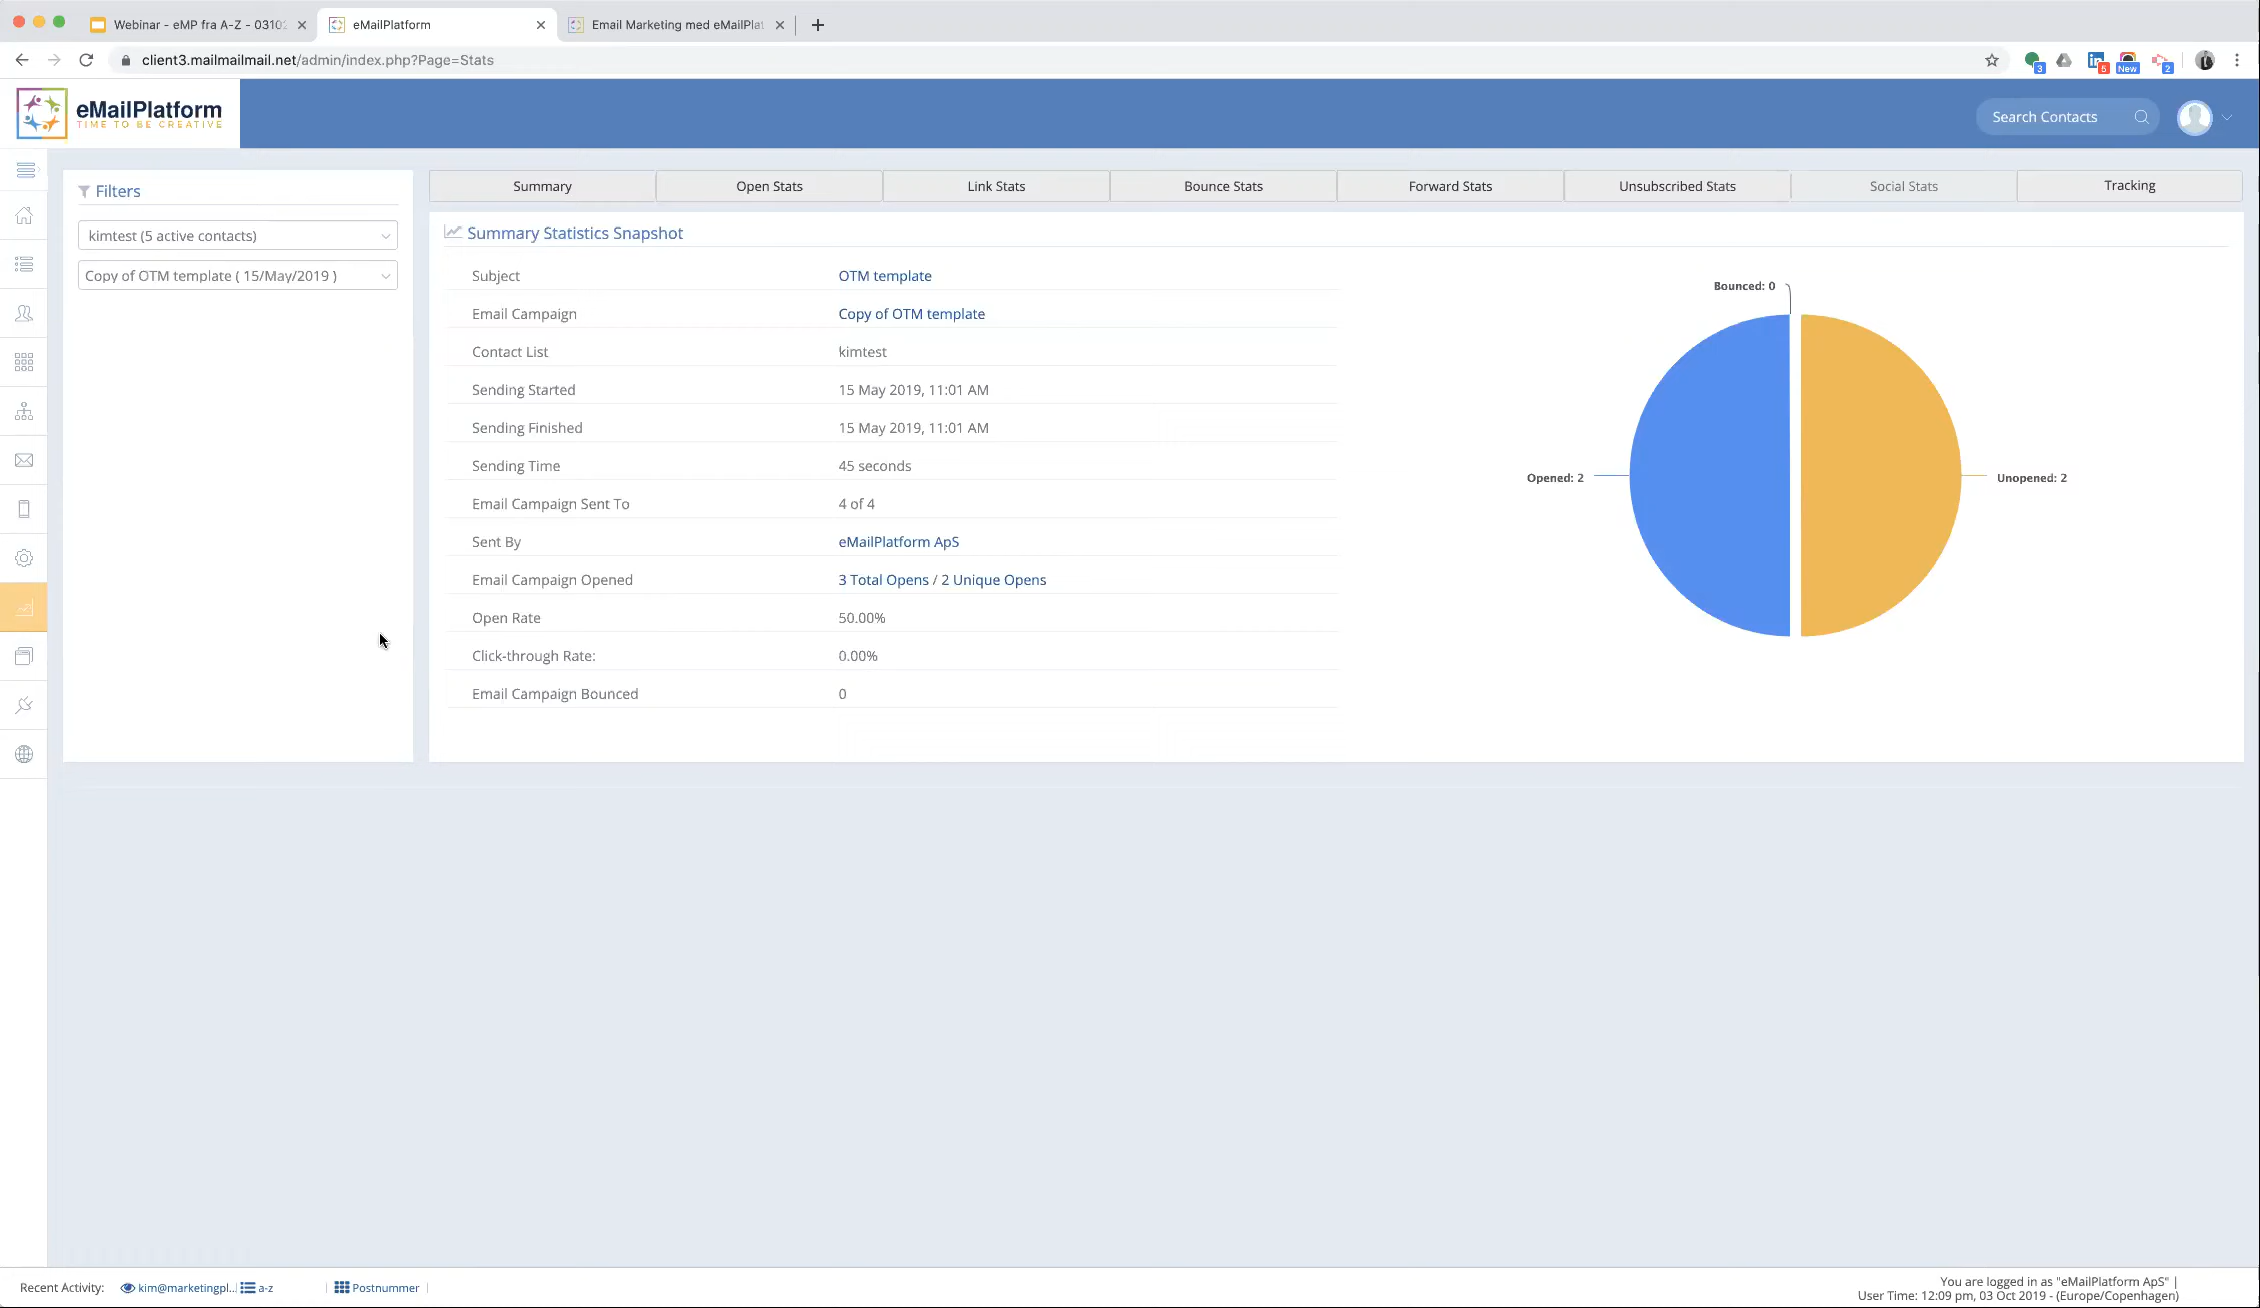 Webinar - eMP fra A-Z - 0310
eMailPlatform
Email Marketing med eMailPlat
client3.mailmailmail.net/admin/index.php?Page=Stats
3
5
New
2
eMailPlatform
TIME TO BE CREATIVE
Search Contacts
Filters
kimtest (5 active contacts)
Copy of OTM template ( 15/May/2019 )
Summary
Open Stats
Link Stats
Bounce Stats
Forward Stats
Unsubscribed Stats
Social Stats
Tracking
Summary Statistics Snapshot
Subject OTM template
Email Campaign Copy of OTM template
Contact List kimtest
Sending Started 15 May 2019, 11:01 AM
Sending Finished 15 May 2019, 11:01 AM
Sending Time 45 seconds
Email Campaign Sent To 4 of 4
Sent By eMailPlatform ApS
Email Campaign Opened 3 Total Opens / 2 Unique Opens
Open Rate 50.00%
Click-through Rate: 0.00%
Email Campaign Bounced 0
Bounced: 0
Opened: 2
Unopened: 2
Recent Activity: kim@marketingpl... a-z Postnummer
You are logged in as "eMailPlatform ApS" |
User Time: 12:09 pm, 03 Oct 2019 - (Europe/Copenhagen)